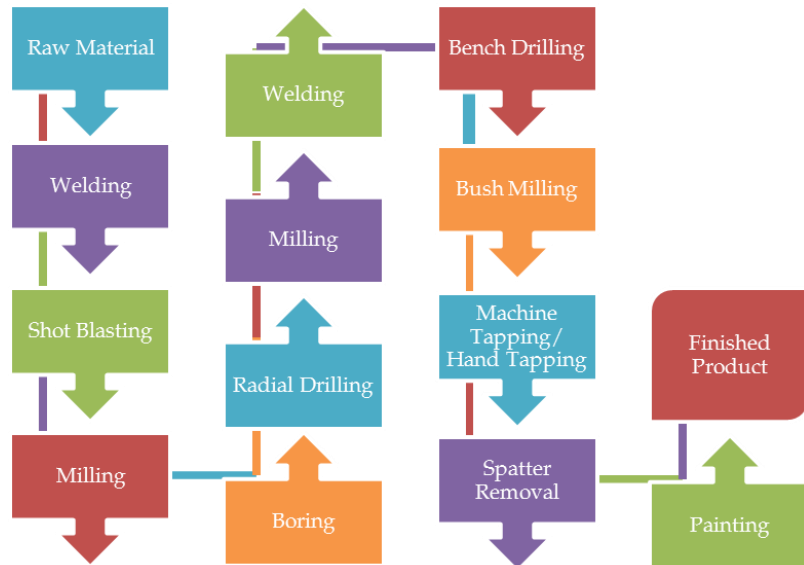 Raw Material
Welding
Shot Blasting
Milling
Boring
Radial Drilling
Milling
Welding
Bench Drilling
Bush Milling
Machine
Tapping/
Hand Tapping
Spatter
Removal
Painting
Finished
Product